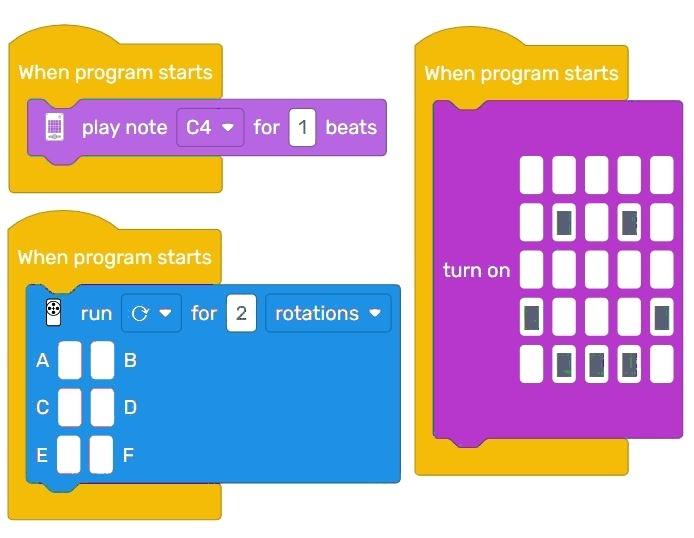 When program starts
play note C4 for 1 beats
When program starts
run for 2 rotations
A B
C D
E F
When program starts
turn on